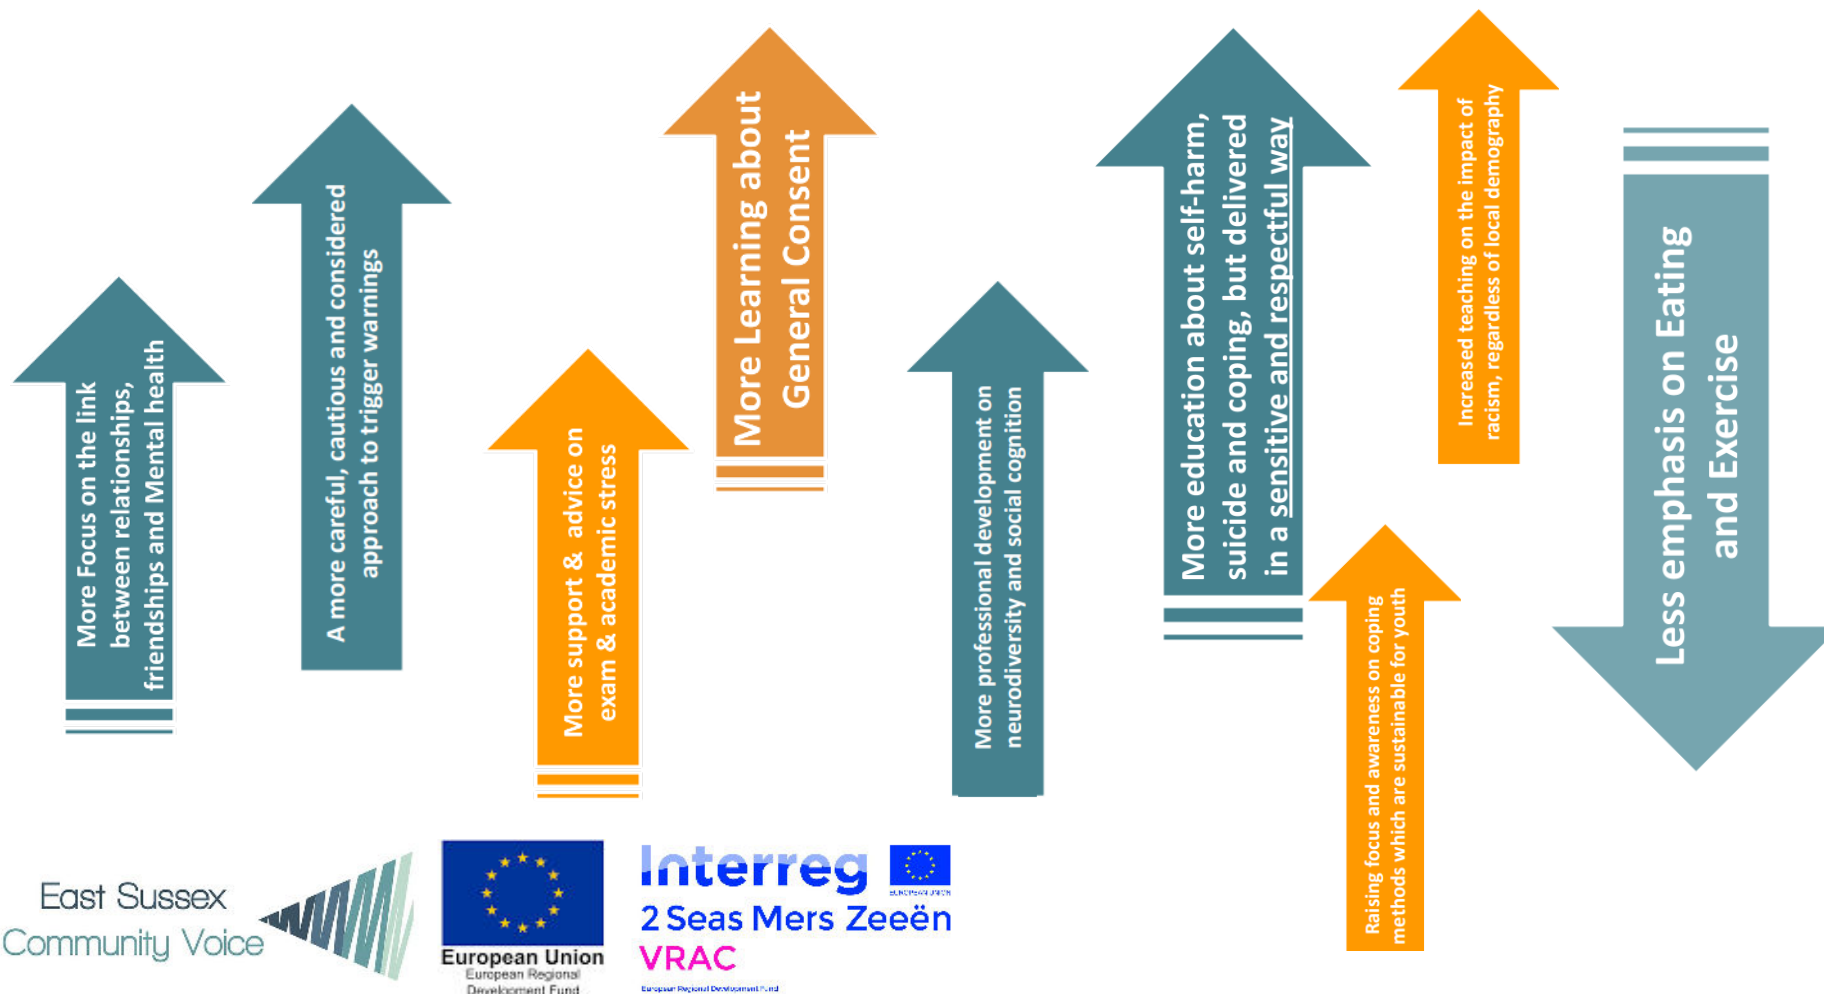 More Focus on the link
between relationships,
friendships and Mental health
A more careful, cautious and considered
approach to trigger warnings
More support & advice on
exam & academic stress
More Learning about
General Consent
More professional development on
neurodiversity and social cognition
More education about self-harm,
suicide and coping, but delivered
in a sensitive and respectful way
Raising focus and awareness on coping
methods which are sustainable for youth
Increased teaching on the impact of
racism, regardless of local demography
Less emphasis on Eating
and Exercise
East Sussex
Community Voice
European Union
European Regional
Development Fund
Interreg
EUROPEAN UNION
2 Seas Mers Zeeën
VRAC
European Regional Development Fund